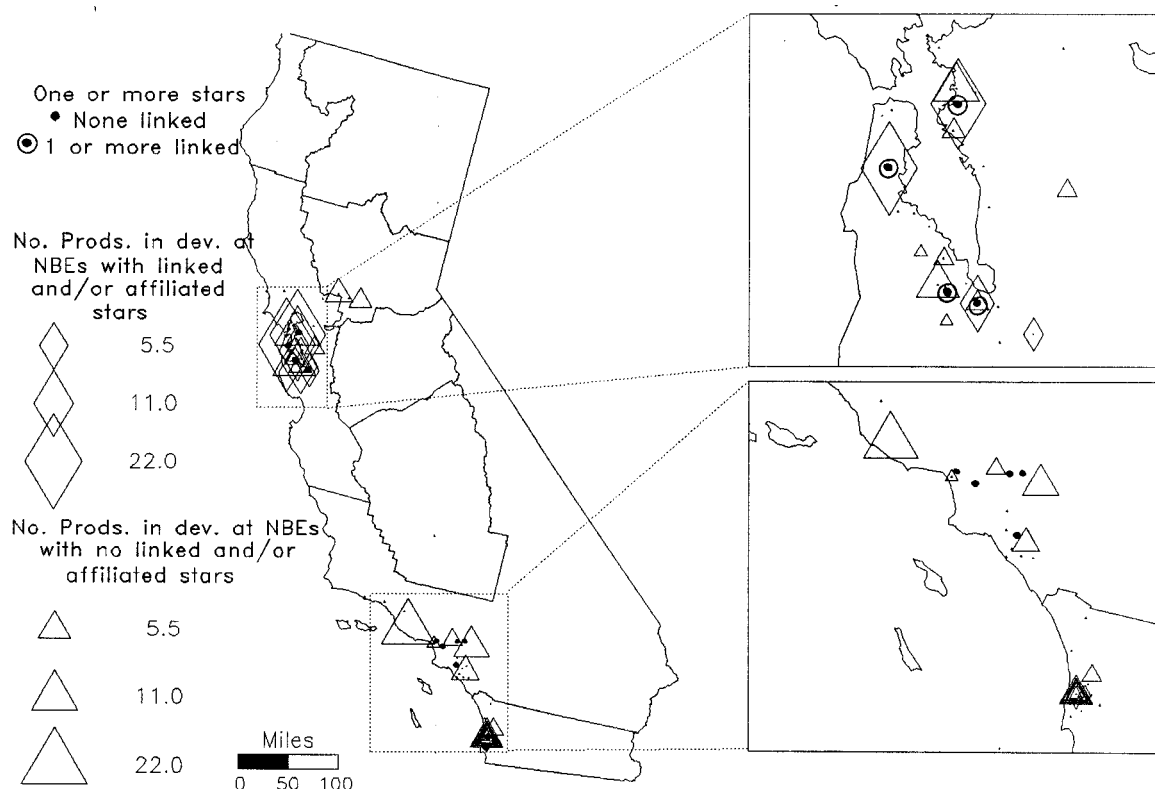 One or more stars
None linked
1 or more linked
No. Prods. in dev. at
NBEs with linked
and/or affiliated
stars
5.5
11.0
22.0
No. Prods. in dev. at NBEs
with no linked and/or
affiliated stars
5.5
11.0
22.0
Miles
0 50 100